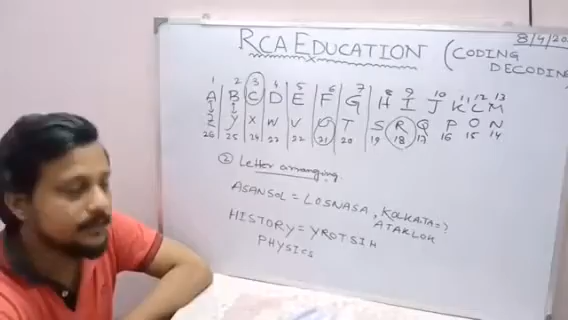 8/4/20
RCA EDUCATION (CODING
DECODING
1 2 3 4 5 6 7 8 9 10 11 12 13
A B C D E F G H I J K L M
Z Y X W V U T S R Q P O N
26 25 24 23 22 21 20 19 18 17 16 15 14
② Letter arranging.
ASANSOL = LOSNASA, KOLKATA = ?
ATAKLOK
HISTORY = YROTSIH
PHYSICS